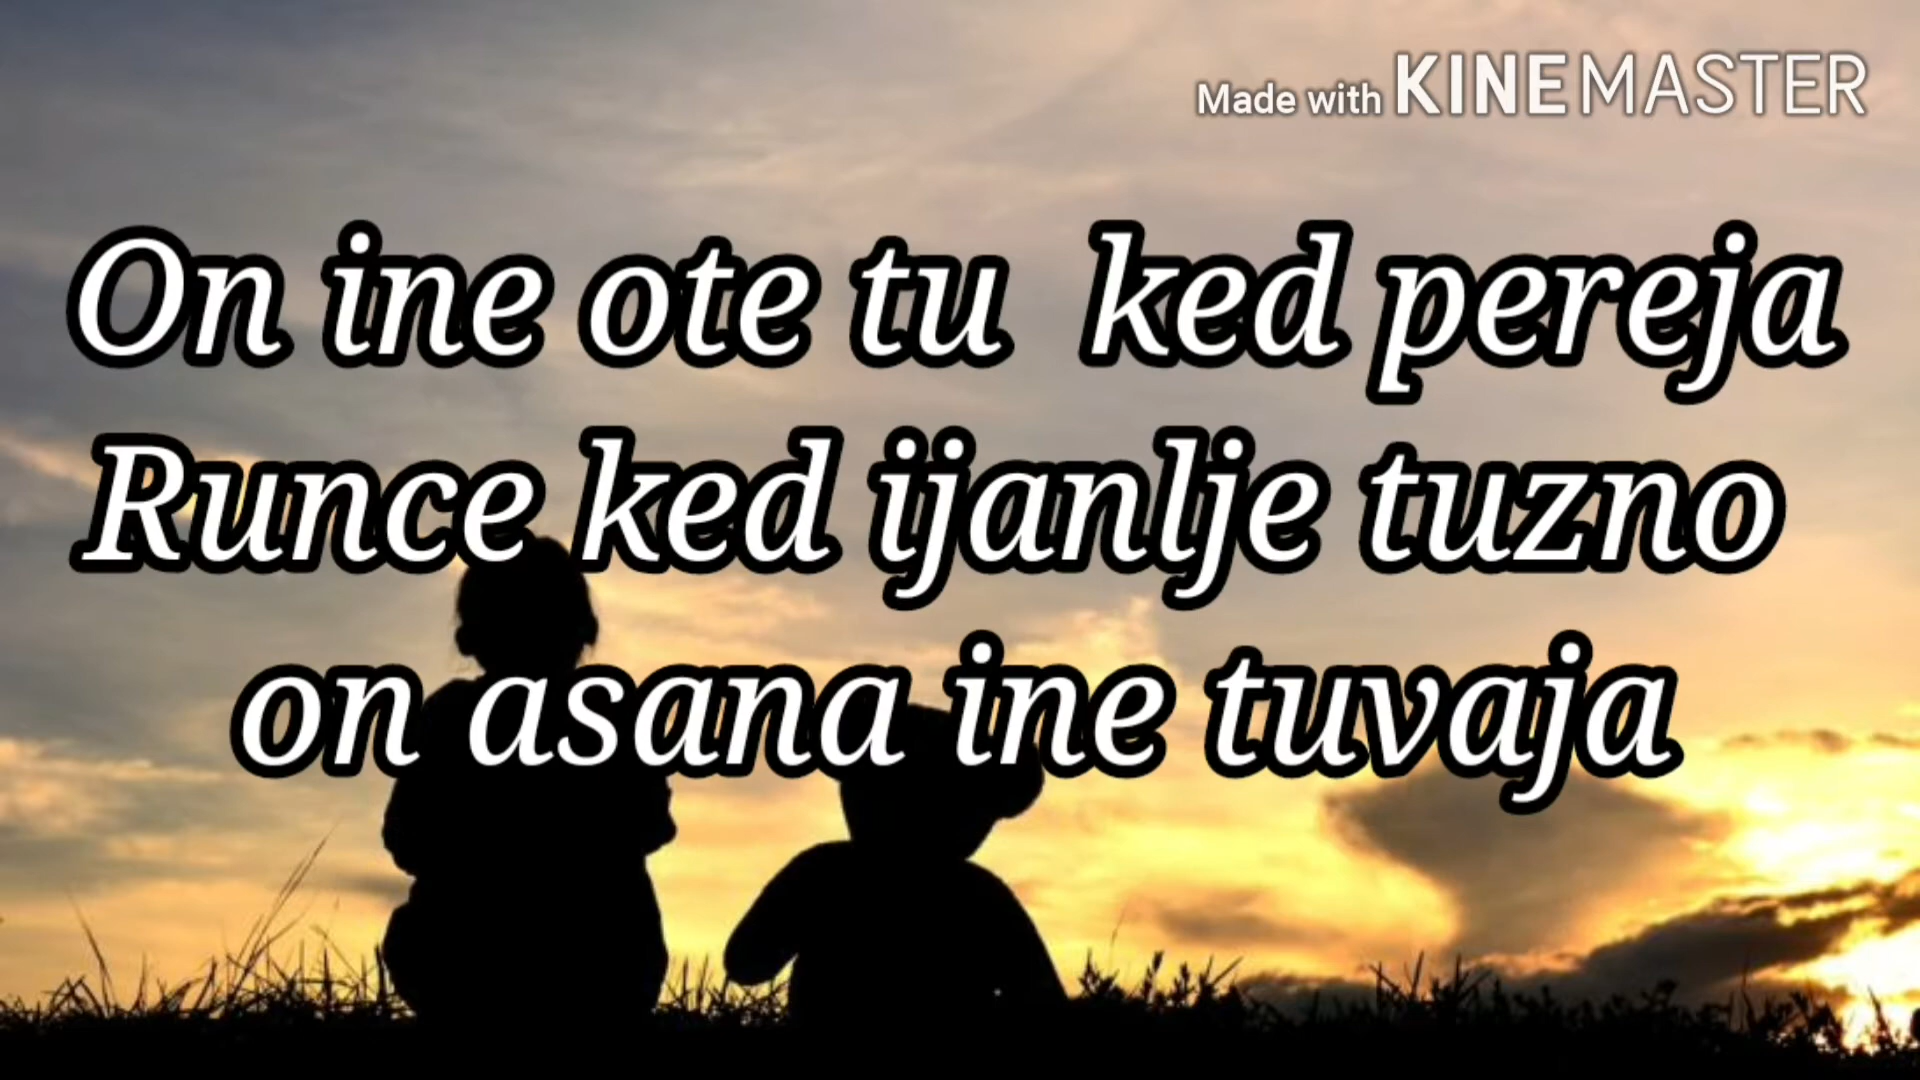 Made with KINEMASTER
On ine ote tu ked pereja
Runce ked ijanlje tuzno
on asana ine tuvaja